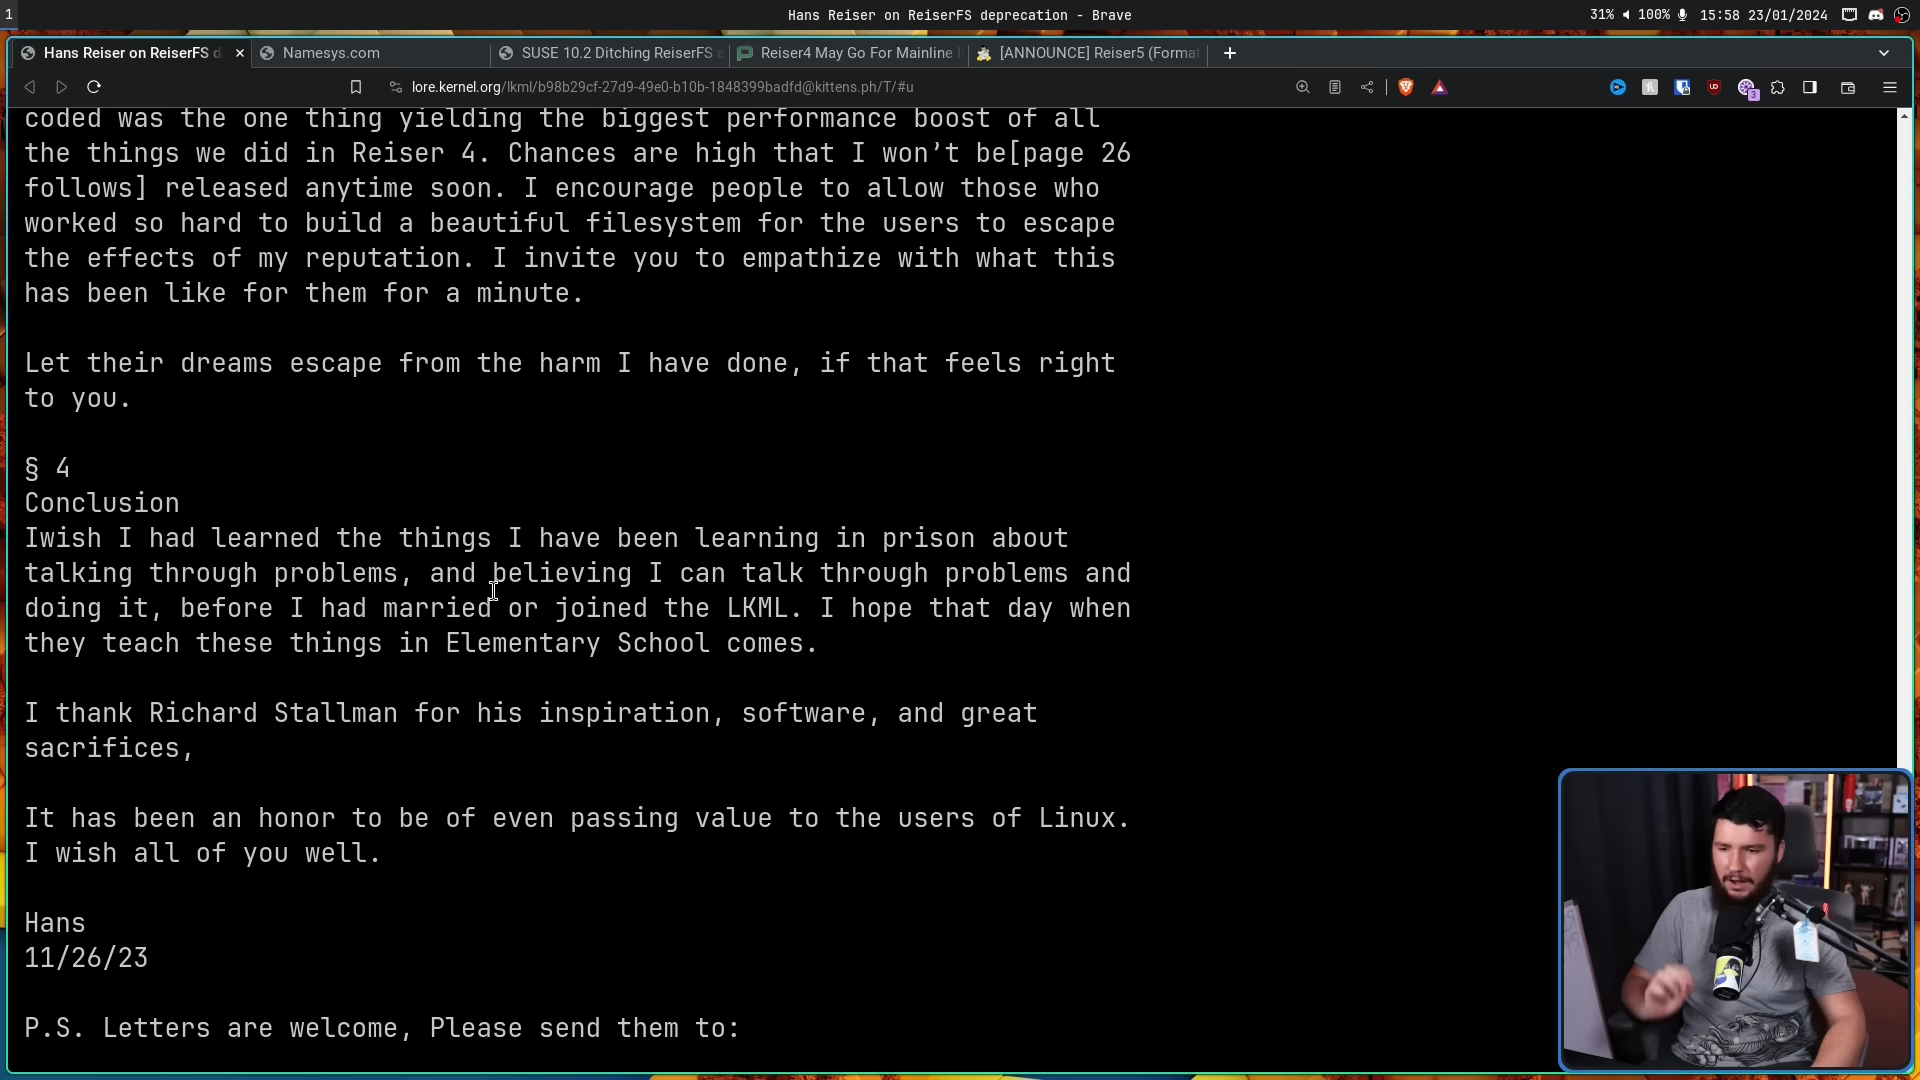 1
Hans Reiser on ReiserFS deprecation - Brave
31% 100% 15:58 23/01/2024
Hans Reiser on ReiserFS d
Namesys.com
SUSE 10.2 Ditching ReiserFS a
Reiser4 May Go For Mainline I
[ANNOUNCE] Reiser5 (Format
lore.kernel.org/lkml/b98b29cf-27d9-49e0-b10b-1848399badfd@kittens.ph/T/#u
UD
3
coded was the one thing yielding the biggest performance boost of all
the things we did in Reiser 4. Chances are high that I won’t be[page 26
follows] released anytime soon. I encourage people to allow those who
worked so hard to build a beautiful filesystem for the users to escape
the effects of my reputation. I invite you to empathize with what this
has been like for them for a minute.
Let their dreams escape from the harm I have done, if that feels right
to you.
§ 4
Conclusion
Iwish I had learned the things I have been learning in prison about
talking through problems, and believing I can talk through problems and
doing it, before I had married or joined the LKML. I hope that day when
they teach these things in Elementary School comes.
I thank Richard Stallman for his inspiration, software, and great
sacrifices,
It has been an honor to be of even passing value to the users of Linux.
I wish all of you well.
Hans
11/26/23
P.S. Letters are welcome, Please send them to: